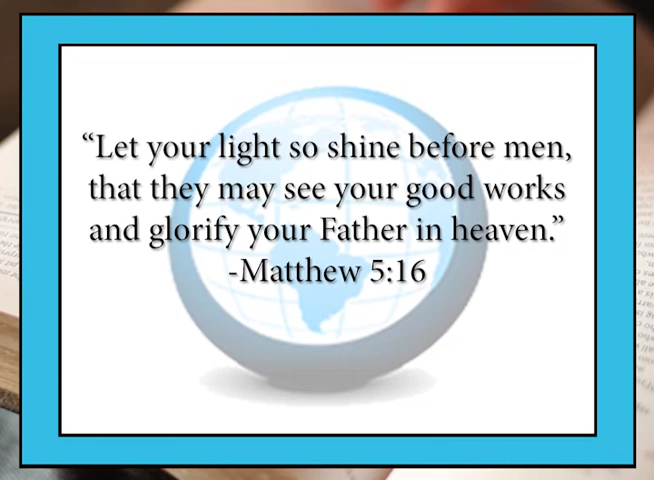 “Let your light so shine before men,
that they may see your good works
and glorify your Father in heaven.”
-Matthew 5:16